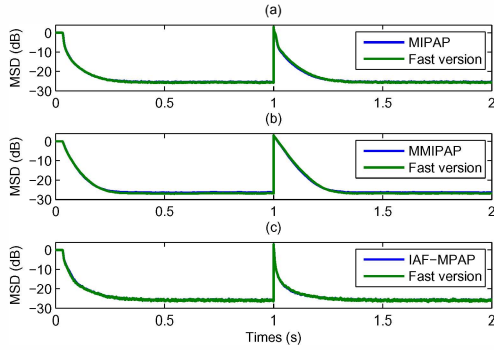 (a)
MSD (dB)
0
−10
−20
−30
0
0.5
1
1.5
2
MIPAP
Fast version
(b)
MSD (dB)
0
−10
−20
−30
0
0.5
1
1.5
2
MMIPAP
Fast version
(c)
MSD (dB)
0
−10
−20
−30
0
0.5
1
1.5
2
IAF−MPAP
Fast version
Times (s)